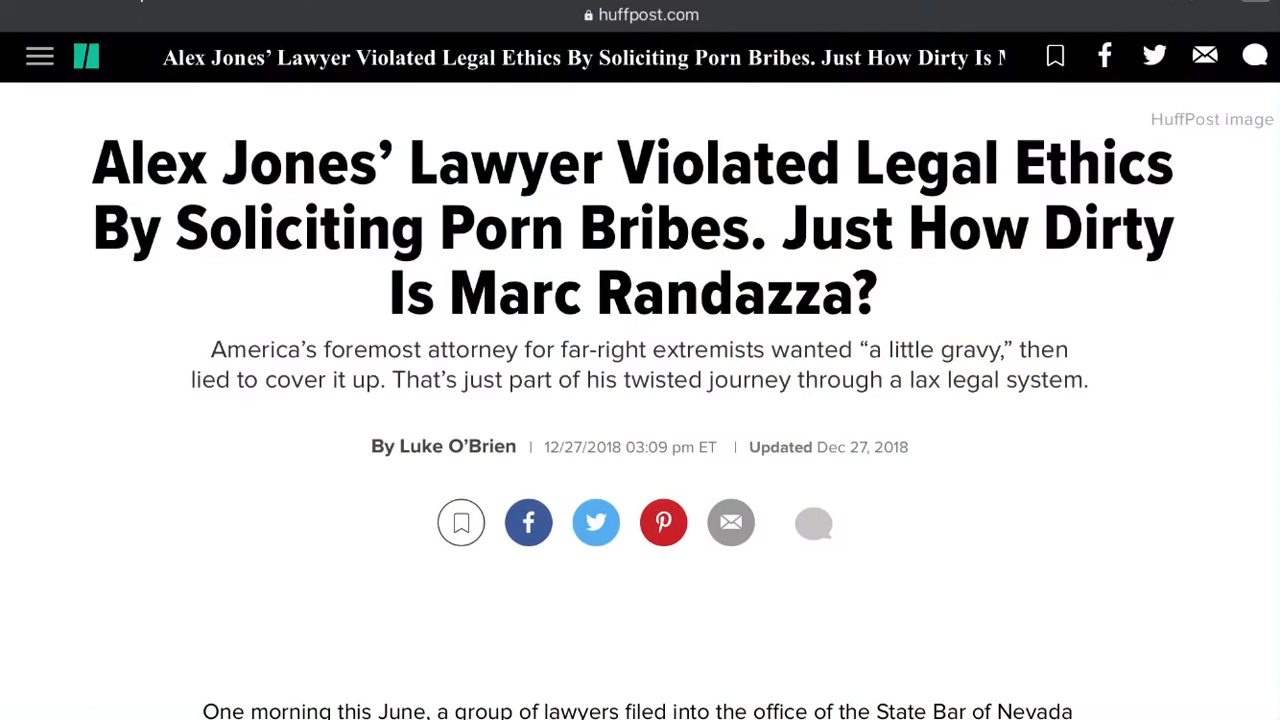 huffpost.com
Alex Jones’ Lawyer Violated Legal Ethics By Soliciting Porn Bribes. Just How Dirty Is
HuffPost image
Alex Jones’ Lawyer Violated Legal Ethics
By Soliciting Porn Bribes. Just How Dirty
Is Marc Randazza?
America’s foremost attorney for far-right extremists wanted “a little gravy,” then
lied to cover it up. That’s just part of his twisted journey through a lax legal system.
By Luke O’Brien | 12/27/2018 03:09 pm ET | Updated Dec 27, 2018
One morning this June, a group of lawyers filed into the office of the State Bar of Nevada